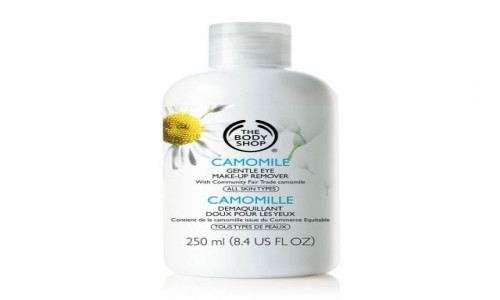 THE
BODY
SHOP
CAMOMILE
GENTLE EYE
MAKE-UP REMOVER
With Community Fair Trade camomile
ALL SKIN TYPES
CAMOMILLE
DEMAQUILLANT
DOUX POUR LES YEUX
Contient de la camomille issue du Commerce Equitable
TOUS TYPES DE PEAUX
250 ml (8.4 US FL OZ)